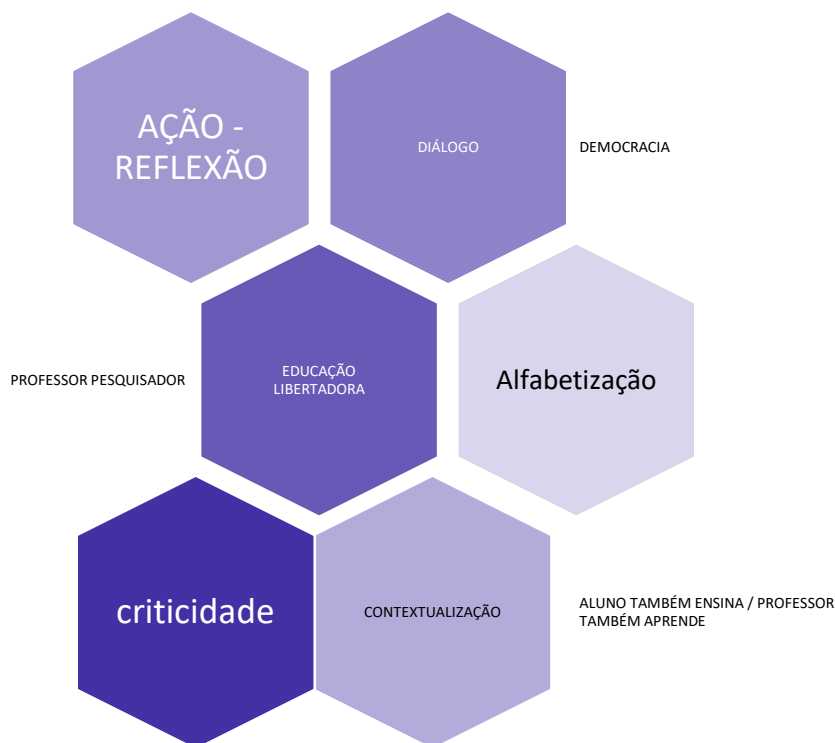 AÇÃO -
REFLEXÃO
DIÁLOGO
DEMOCRACIA
PROFESSOR PESQUISADOR
EDUCAÇÃO
LIBERTADORA
Alfabetização
criticidade
CONTEXTUALIZAÇÃO
ALUNO TAMBÉM ENSINA / PROFESSOR
TAMBÉM APRENDE